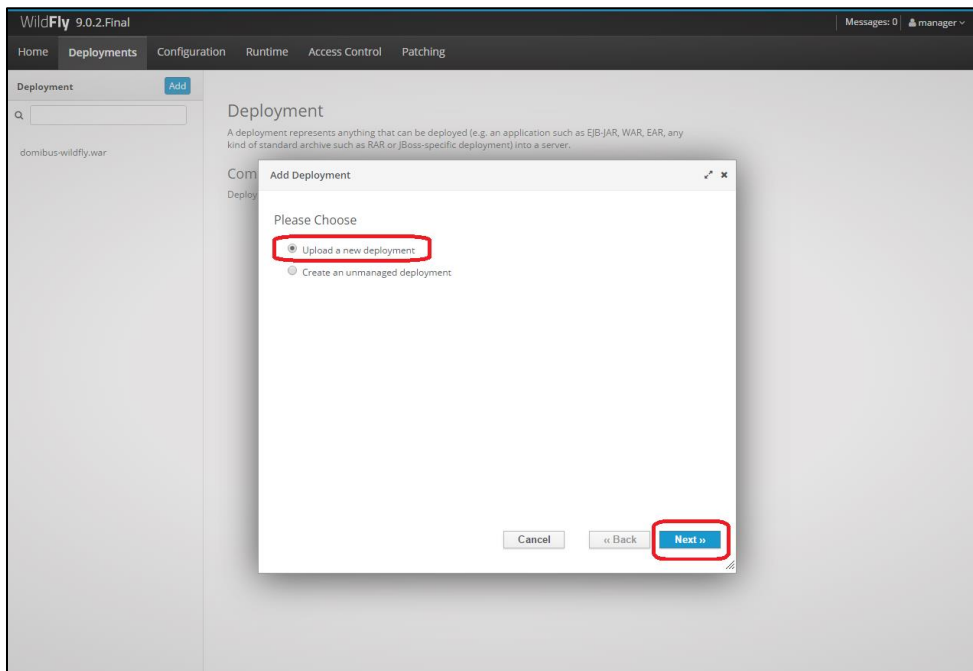 WildFly 9.0.2.Final
Messages: 0
manager
Home Deployments Configuration Runtime Access Control Patching
Deployment
Add
domibus-wildfly.war
Deployment
A deployment represents anything that can be deployed (e.g. an application such as EJB-JAR, WAR, EAR, any
kind of standard archive such as RAR or JBoss-specific deployment) into a server.
Com
Deploy
Add Deployment
Please Choose
Upload a new deployment
Create an unmanaged deployment
Cancel
‹‹ Back
Next ››